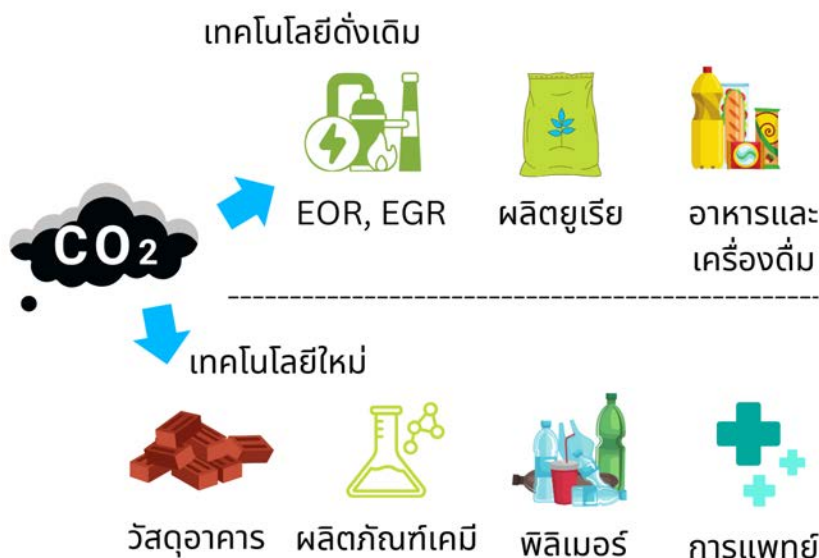 เทคโนโลยีดั่งเดิม
CO2
EOR, EGR
ผลิตยูเรีย
อาหารและ
เครื่องดื่ม
เทคโนโลยีใหม่
วัสดุอาคาร
ผลิตภัณฑ์เคมี
พิลิเมอร์
การแพทย์